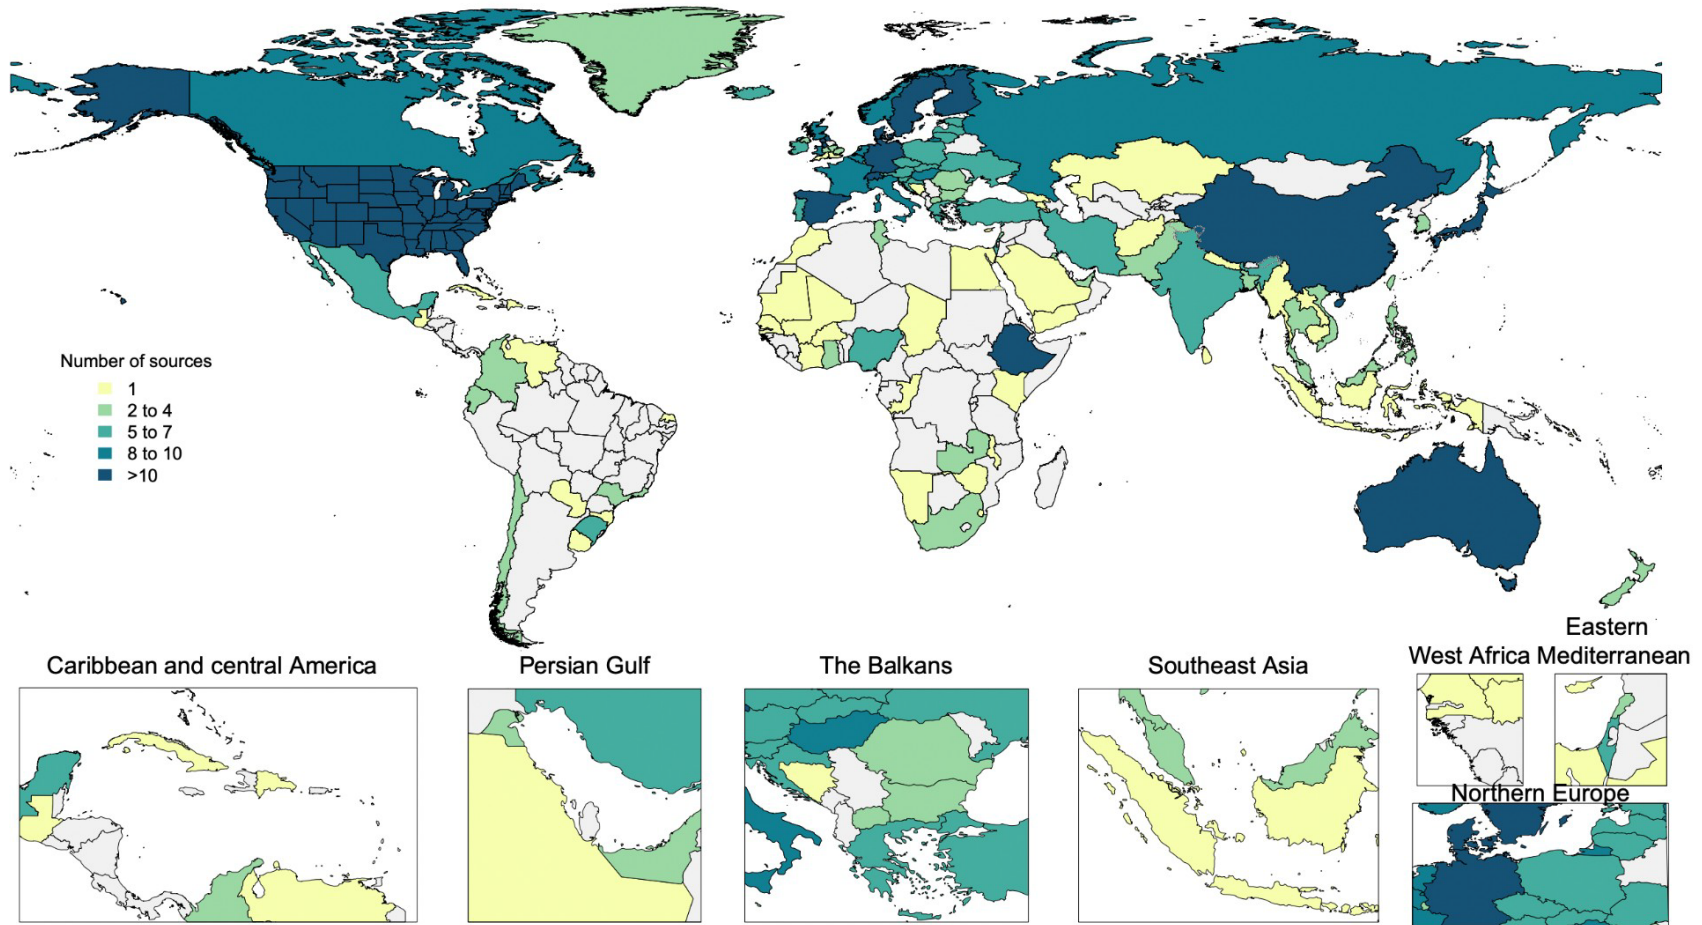 Number of sources
1
2 to 4
5 to 7
8 to 10
>10
Caribbean and central America
Persian Gulf
The Balkans
Southeast Asia
West Africa
Eastern
Mediterranean
Northern Europe